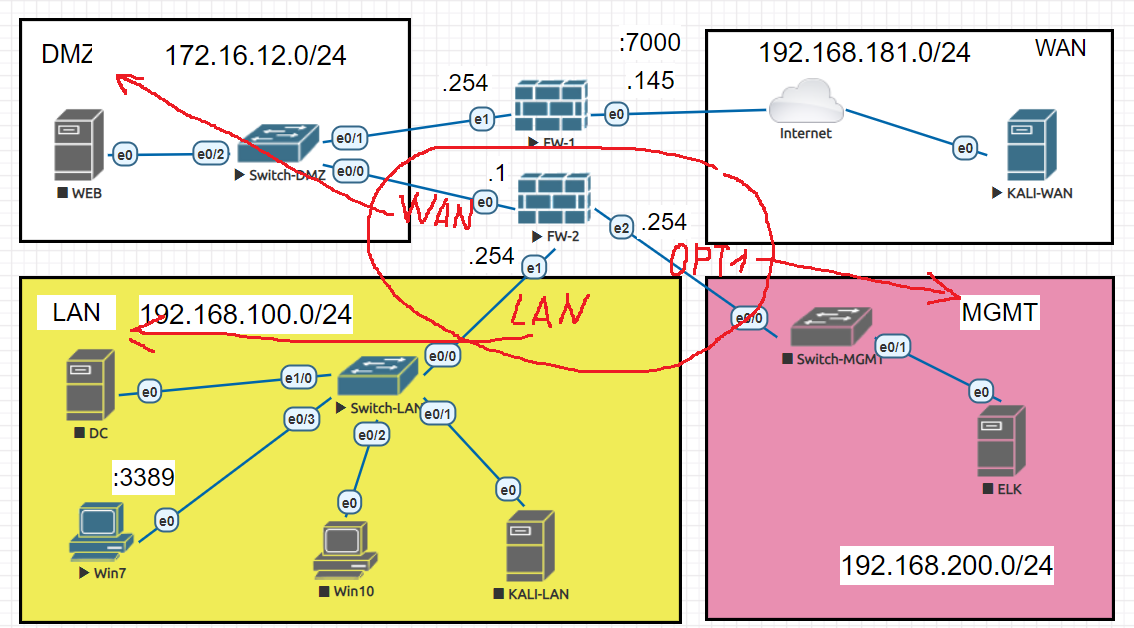 DMZ
172.16.12.0/24
WEB
e0
e0/2
Switch-DMZ
e0/1
e0/0
WAN
.254
e1
FW-1
e0
:7000
.145
.1
e0
FW-2
e2
.254
.254
e1
OPT1
LAN
192.168.181.0/24
WAN
Internet
e0
KALI-WAN
LAN
192.168.100.0/24
DC
e0
e1/0
e0/0
Switch-LAN
e0/3
e0/1
e0/2
:3389
e0
Win7
e0
Win10
e0
KALI-LAN
MGMT
e0/0
Switch-MGMT
e0/1
e0
ELK
192.168.200.0/24